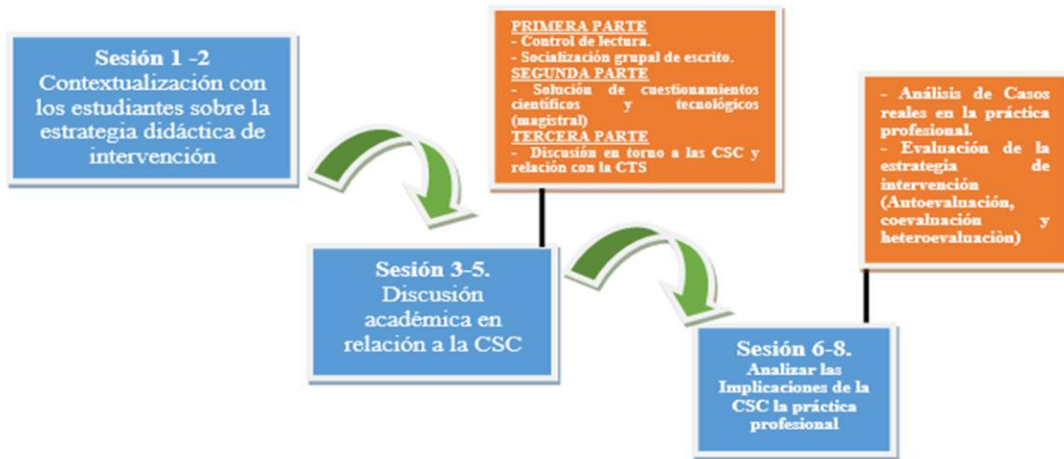 Sesión 1 -2
Contextualización con
los estudiantes sobre la
estrategia didáctica de
intervención
PRIMERA PARTE
- Control de lectura.
- Socialización grupal de escrito.
SEGUNDA PARTE
- Solución de cuestionamientos
científicos y tecnológicos
(magistral)
TERCERA PARTE
- Discusión en torno a las CSC y
relación con la CTS
Sesión 3-5.
Discusión
académica en
relación a la CSC
- Análisis de Casos
reales en la práctica
profesional.
- Evaluación de la
estrategia de
intervención
(Autoevaluación,
coevaluación y
heteroevaluaciòn)
Sesión 6-8.
Analizar las
Implicaciones de la
CSC la práctica
profesional